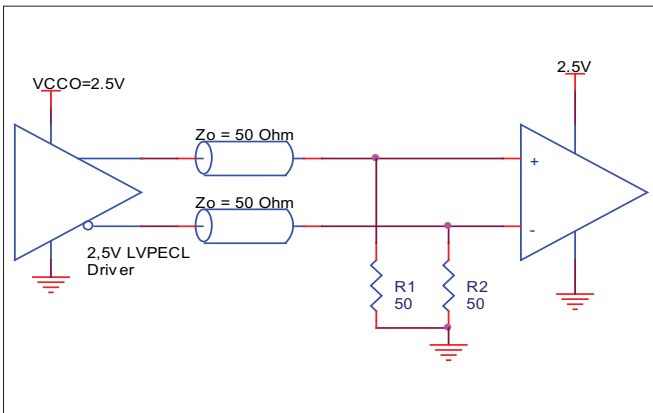 VCCO=2.5V
2.5V
Zo = 50 Ohm
+
Zo = 50 Ohm
-
2,5V LVPECL
Driver
R1
50
R2
50